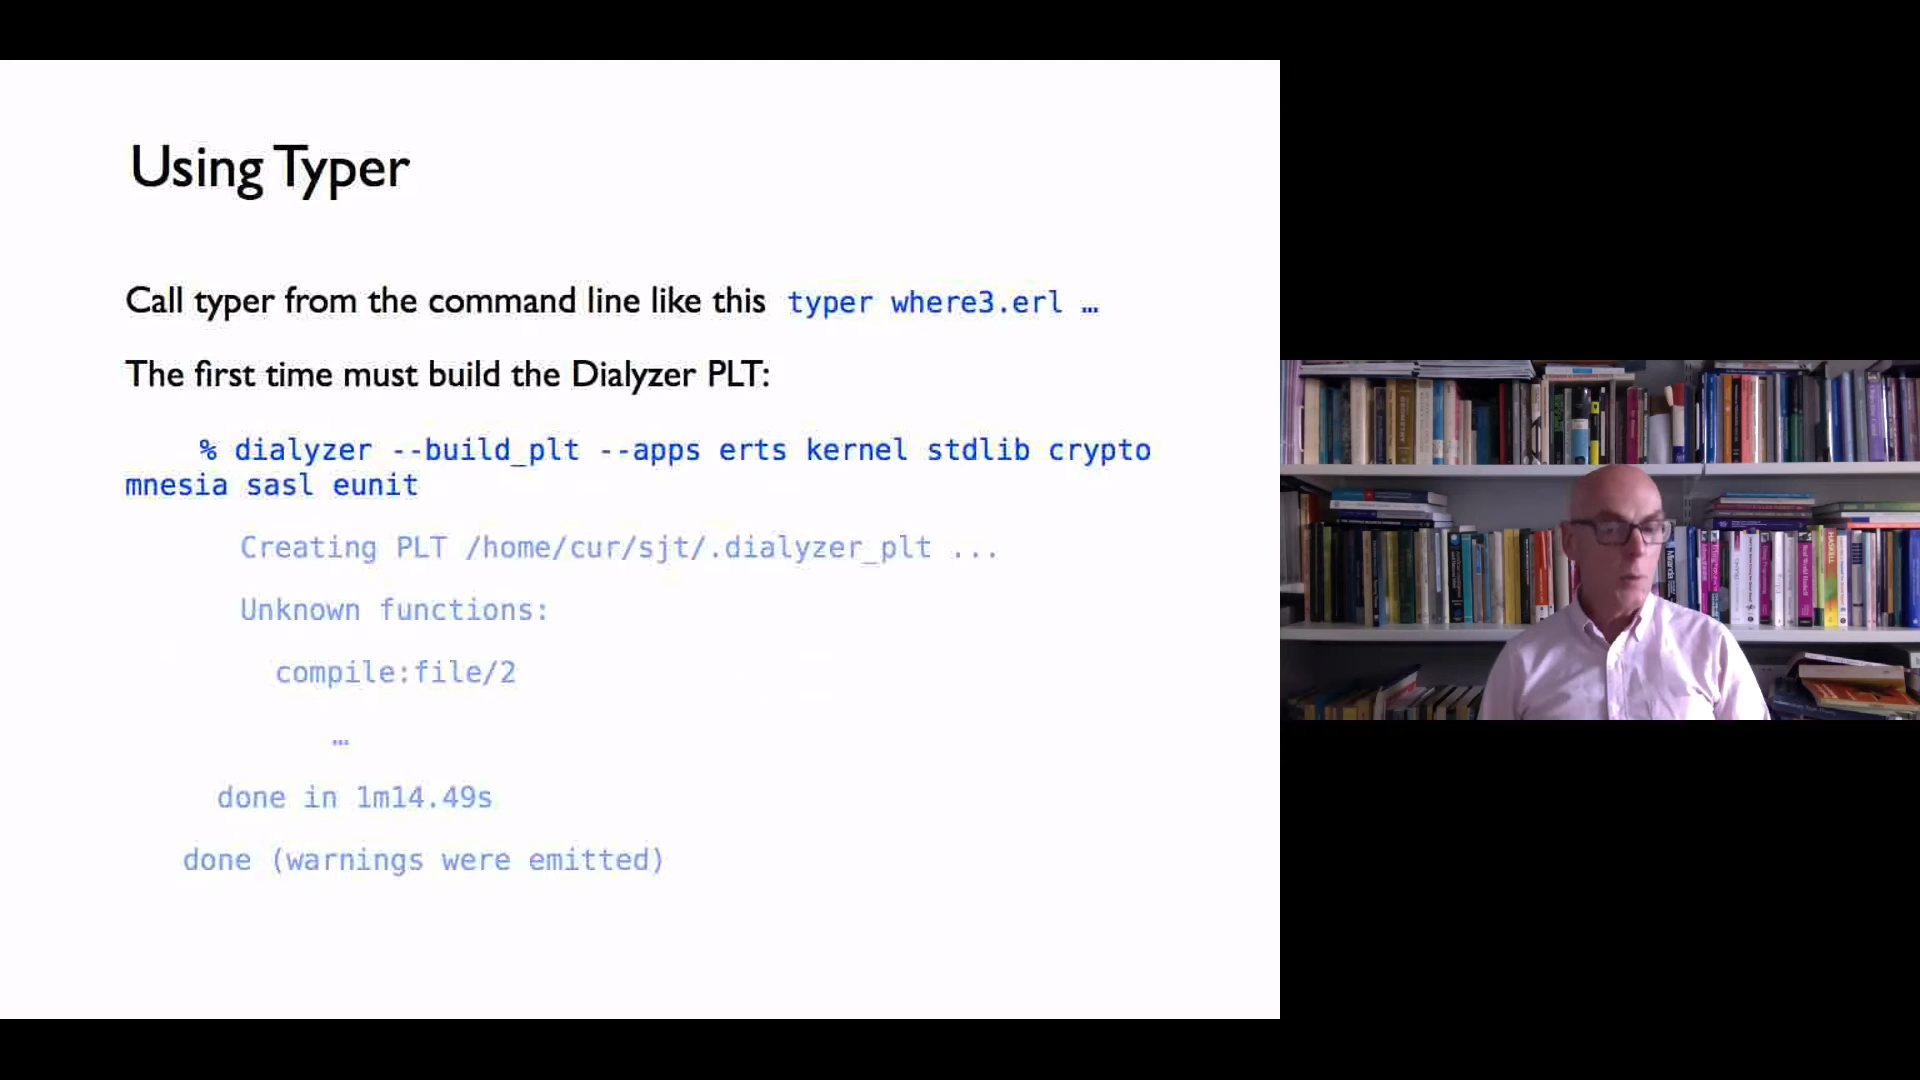 Using Typer
Call typer from the command line like this typer where3.erl …
The first time must build the Dialyzer PLT:
% dialyzer --build_plt --apps erts kernel stdlib crypto
mnesia sasl eunit
Creating PLT /home/cur/sjt/.dialyzer_plt ...
Unknown functions:
compile:file/2
…
done in 1m14.49s
done (warnings were emitted)
HASKELL
Miranda